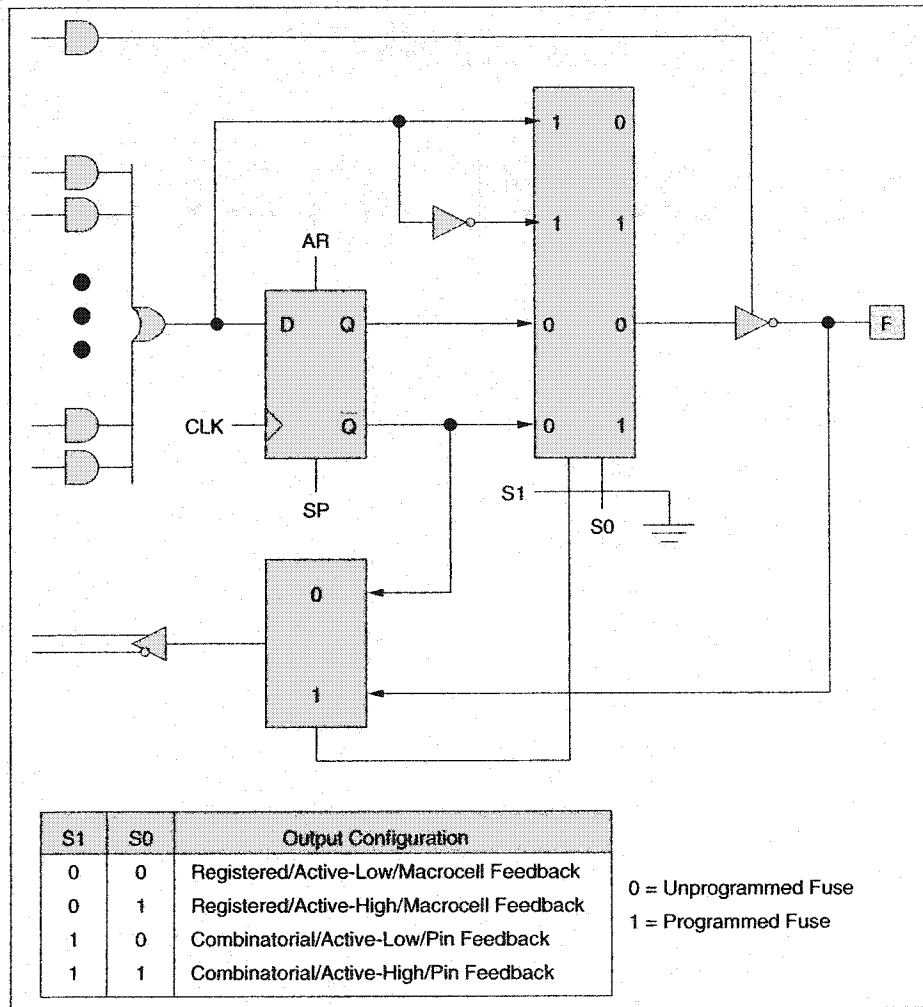 1 0
1 1
AR
D Q
0 0
CLK
Q̅
0 1
S1
SP
S0
0
1
F
S1 S0 Output Configuration
0 0 Registered/Active-Low/Macrocell Feedback
0 1 Registered/Active-High/Macrocell Feedback
1 0 Combinatorial/Active-Low/Pin Feedback
1 1 Combinatorial/Active-High/Pin Feedback
0 = Unprogrammed Fuse
1 = Programmed Fuse